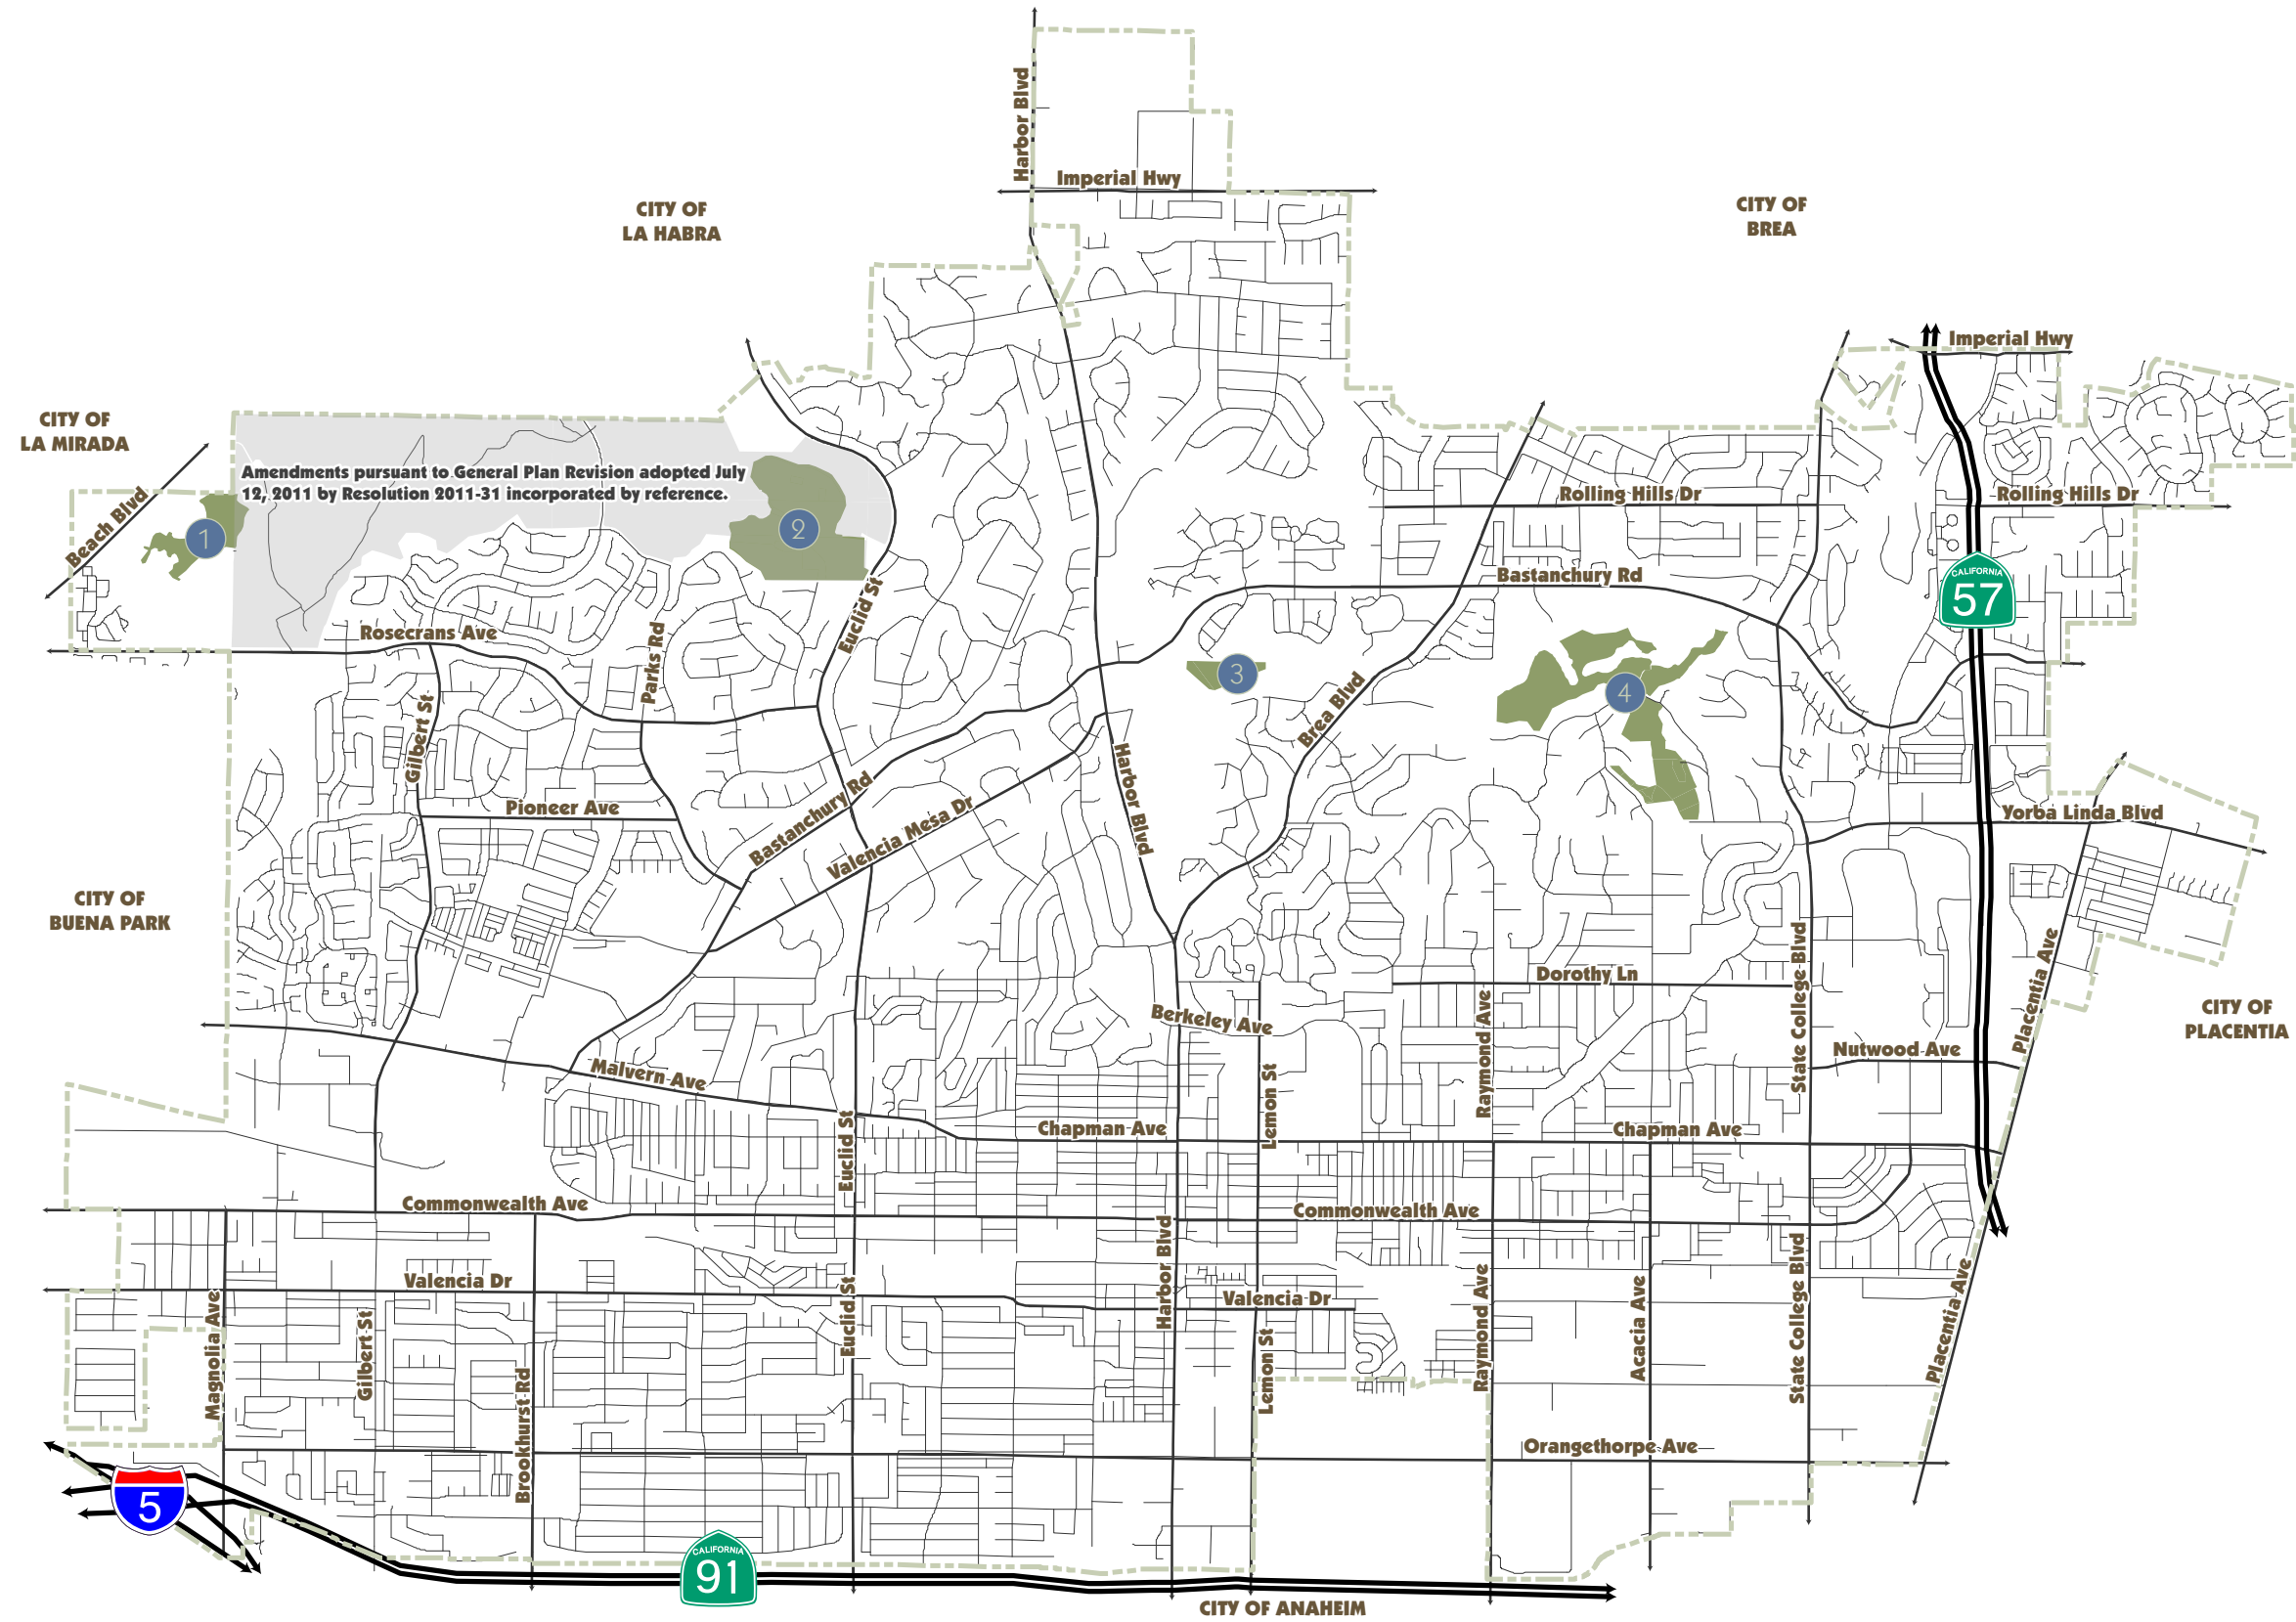 Harbor Blvd
Imperial Hwy
CITY OF
LA HABRA
CITY OF
BREA
Imperial Hwy
CITY OF
LA MIRADA
Beach Blvd
Amendments pursuant to General Plan Revision adopted July
12, 2011 by Resolution 2011-31 incorporated by reference.
1
2
Rolling Hills Dr
Rolling Hills Dr
Bastanchury Rd
CALIFORNIA
57
Euclid St
Rosecrans Ave
Parks Rd
3
4
Brea Blvd
Gilbert St
Harbor Blvd
Pioneer Ave
Bastanchury Rd
Valencia Mesa Dr
Yorba Linda Blvd
CITY OF
BUENA PARK
Dorothy Ln
State College Blvd
Placentia Ave
CITY OF
PLACENTIA
Berkeley Ave
Raymond Ave
Nutwood Ave
Malvern Ave
Lemon St
Euclid St
Chapman Ave
Chapman Ave
Commonwealth Ave
Commonwealth Ave
Harbor Blvd
Valencia Dr
Valencia Dr
Magnolia Ave
Gilbert St
Brookhurst Rd
Euclid St
Lemon St
Raymond Ave
Acacia Ave
State College Blvd
Placentia Ave
Orangethorpe Ave
5
CALIFORNIA
91
CITY OF ANAHEIM